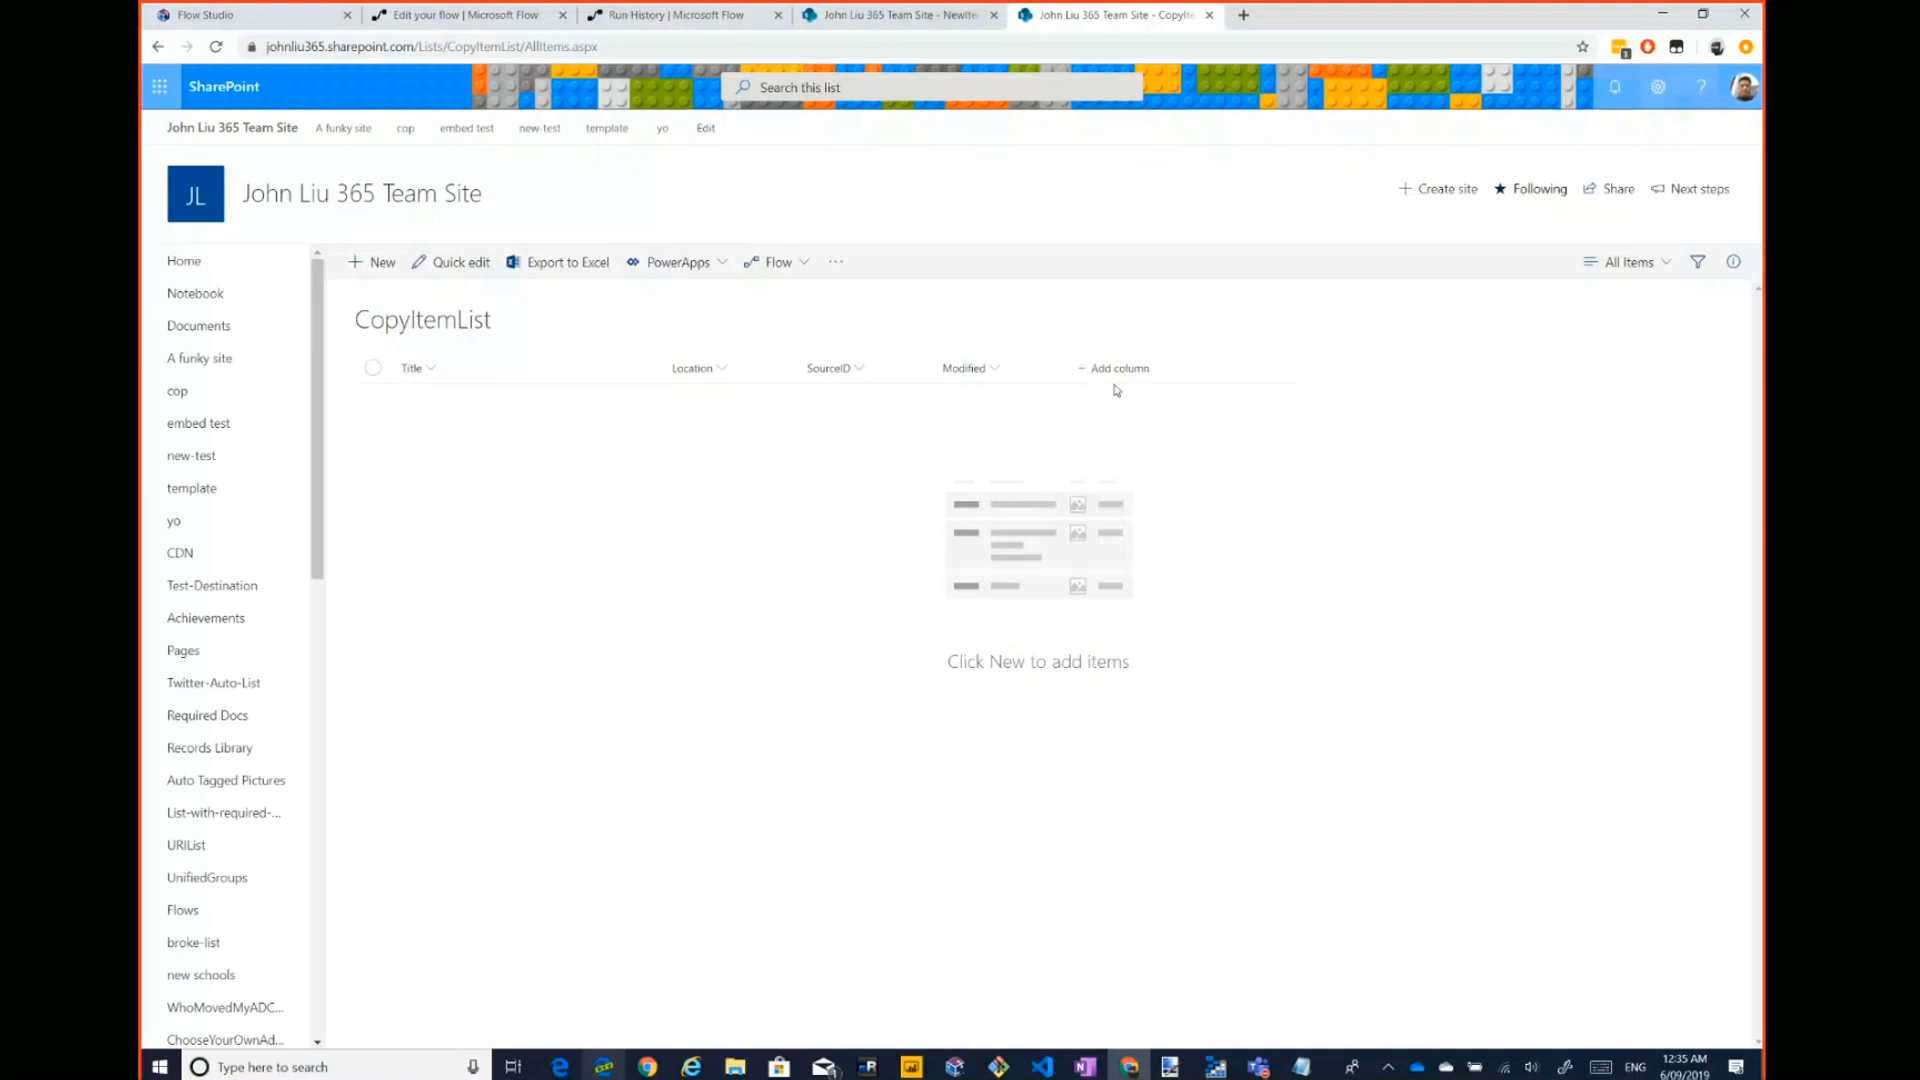 Flow Studio
Edit your flow | Microsoft Flow
Run History | Microsoft Flow
John Liu 365 Team Site - NewIte
John Liu 365 Team Site - CopyIte
johnliu365.sharepoint.com/Lists/CopyItemList/AllItems.aspx
SharePoint
Search this list
John Liu 365 Team Site
A funky site
cop
embed test
new-test
template
yo
Edit
JL
John Liu 365 Team Site
Create site
Following
Share
Next steps
New
Quick edit
Export to Excel
PowerApps
Flow
All Items
CopyItemList
Title
Location
SourceID
Modified
+ Add column
Click New to add items
Home
Notebook
Documents
A funky site
cop
embed test
new-test
template
yo
CDN
Test-Destination
Achievements
Pages
Twitter-Auto-List
Required Docs
Records Library
Auto Tagged Pictures
List-with-required-...
URIList
UnifiedGroups
Flows
broke-list
new schools
WhoMovedMyADC...
ChooseYourOwnAd...
Type here to search
ENG
12:35 AM
6/09/2019